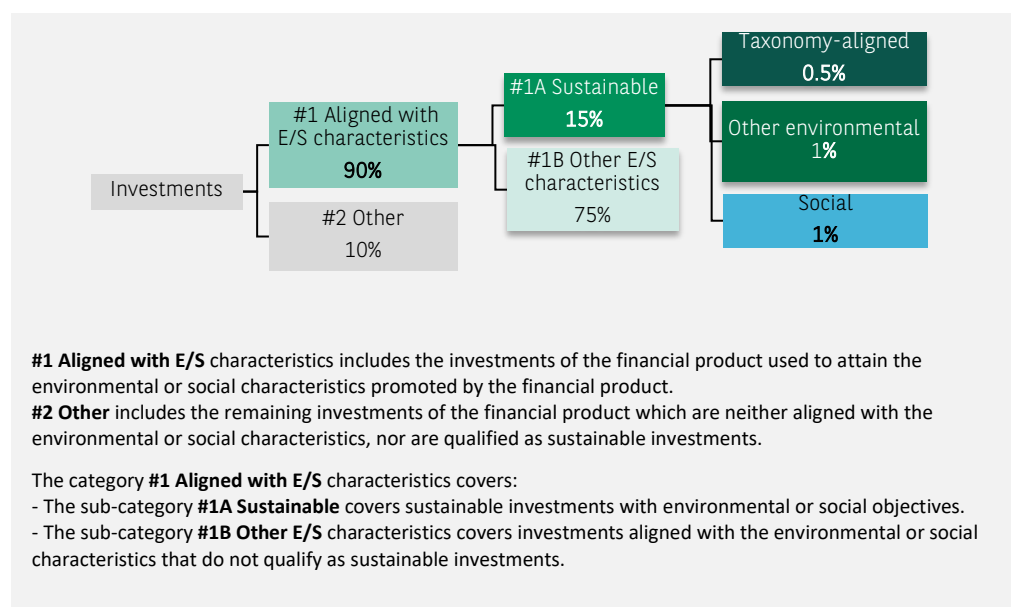 Investments
#1 Aligned with
E/S characteristics
90%
#2 Other
10%
#1A Sustainable
15%
#1B Other E/S
characteristics
75%
Taxonomy-aligned
0.5%
Other environmental
1%
Social
1%
#1 Aligned with E/S characteristics includes the investments of the financial product used to attain the
environmental or social characteristics promoted by the financial product.
#2 Other includes the remaining investments of the financial product which are neither aligned with the
environmental or social characteristics, nor are qualified as sustainable investments.
The category #1 Aligned with E/S characteristics covers:
- The sub-category #1A Sustainable covers sustainable investments with environmental or social objectives.
- The sub-category #1B Other E/S characteristics covers investments aligned with the environmental or social
characteristics that do not qualify as sustainable investments.